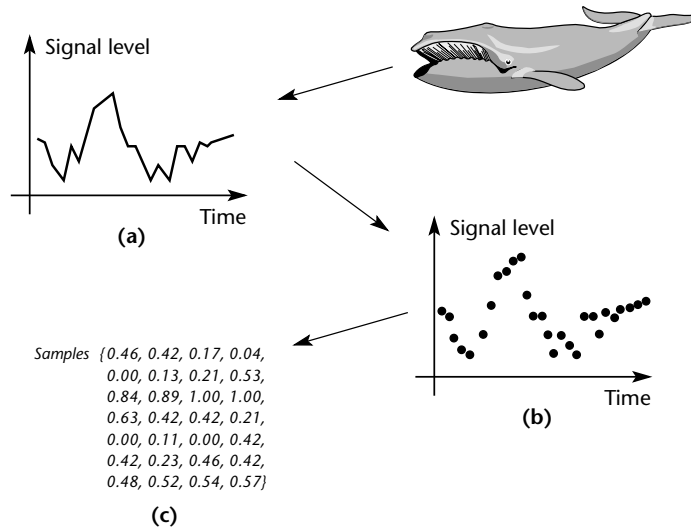 Signal level
Time
(a)
Signal level
Time
(b)
Samples {0.46, 0.42, 0.17, 0.04,
0.00, 0.13, 0.21, 0.53,
0.84, 0.89, 1.00, 1.00,
0.63, 0.42, 0.42, 0.21,
0.00, 0.11, 0.00, 0.42,
0.42, 0.23, 0.46, 0.42,
0.48, 0.52, 0.54, 0.57}
(c)